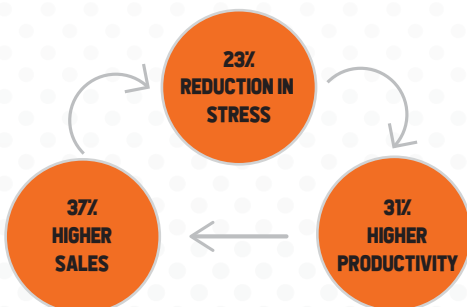 23%
REDUCTION IN
STRESS
31%
HIGHER
PRODUCTIVITY
37%
HIGHER
SALES